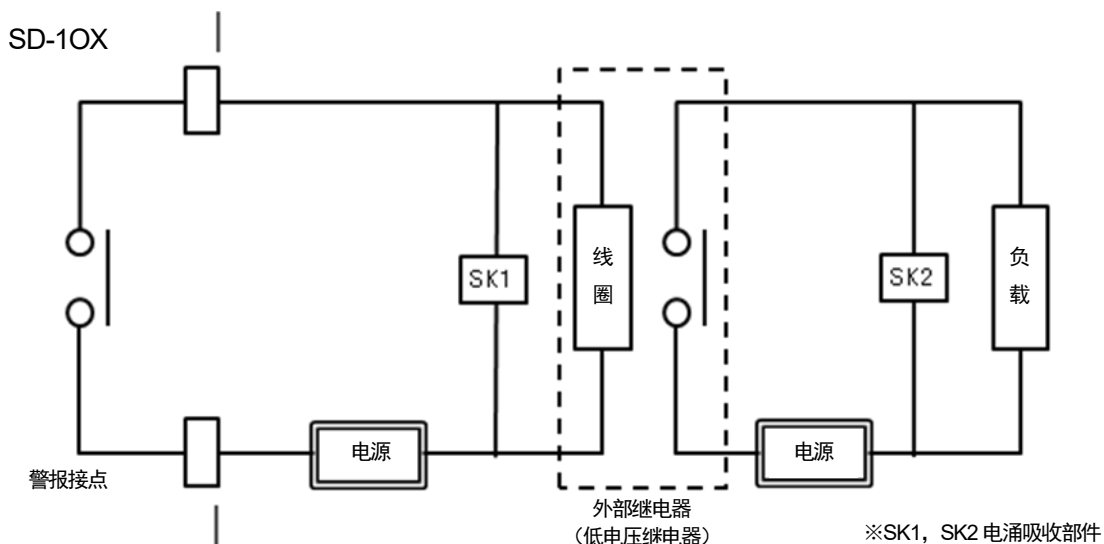 SD-1OX
线
圈
负
载
SK1
SK2
电源
电源
警报接点
外部继电器
（低电压继电器）
※SK1，SK2 电涌吸收部件